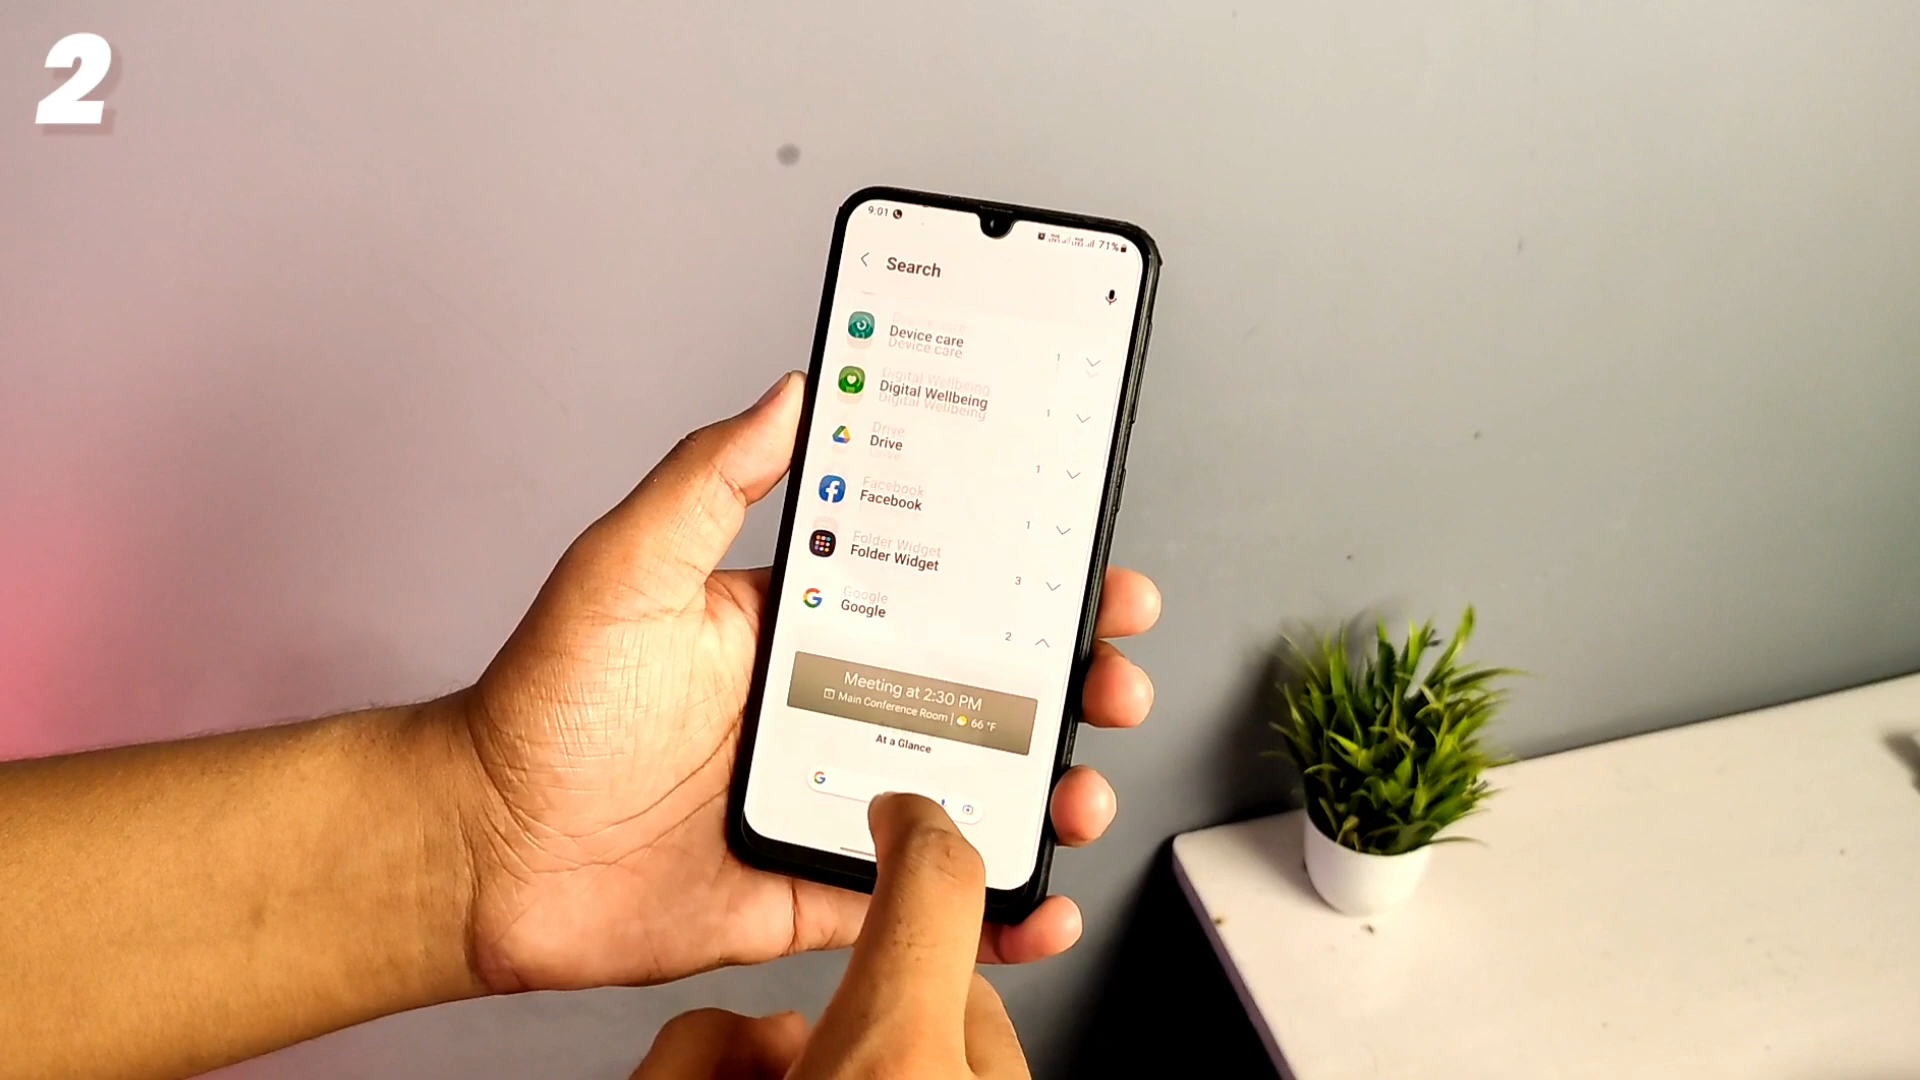 2
9:01
71%
Search
Device care
1
Digital Wellbeing
1
Drive
1
Facebook
1
Folder Widget
3
Google
2
Meeting at 2:30 PM
Main Conference Room | 66 °F
At a Glance